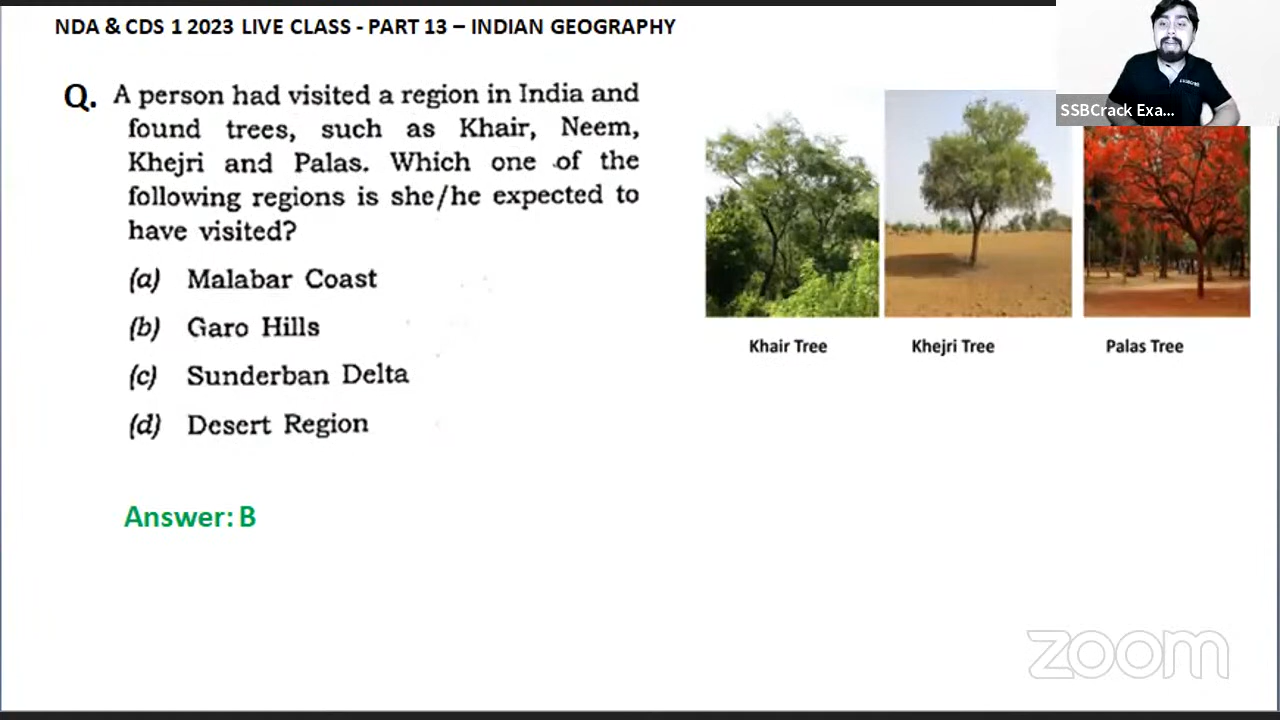 NDA & CDS 1 2023 LIVE CLASS - PART 13 – INDIAN GEOGRAPHY
SSBCrack Exa...
Q. A person had visited a region in India and
found trees, such as Khair, Neem,
Khejri and Palas. Which one of the
following regions is she/he expected to
have visited?
(a) Malabar Coast
(b) Garo Hills
(c) Sunderban Delta
(d) Desert Region
Khair Tree
Khejri Tree
Palas Tree
Answer: B
zoom